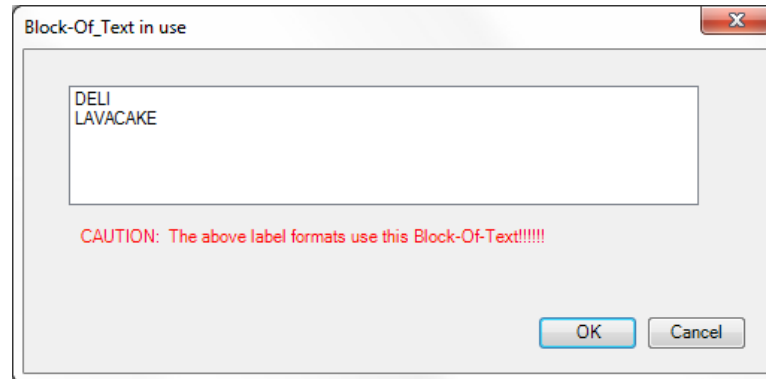 Block-Of_Text in use
DELI
LAVACAKE
CAUTION:  The above label formats use this Block-Of-Text!!!!!!
OK
Cancel